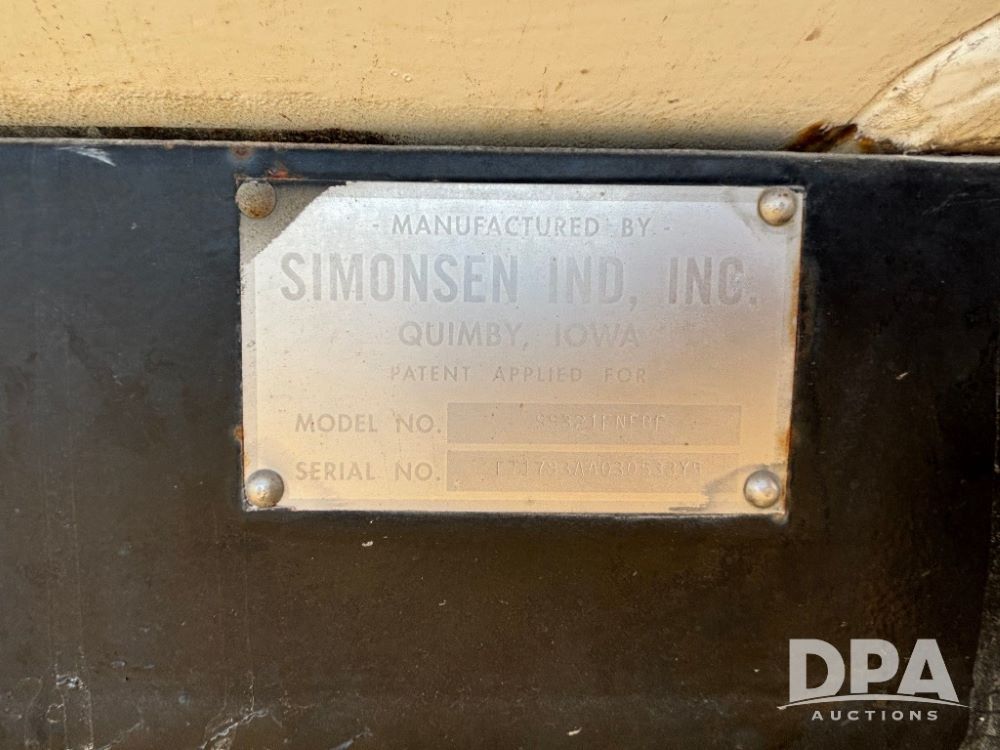 - MANUFACTURED BY -
SIMONSEN IND, INC.
QUIMBY, IOWA
PATENT APPLIED FOR
MODEL NO.
SERIAL NO.
DPA
AUCTIONS